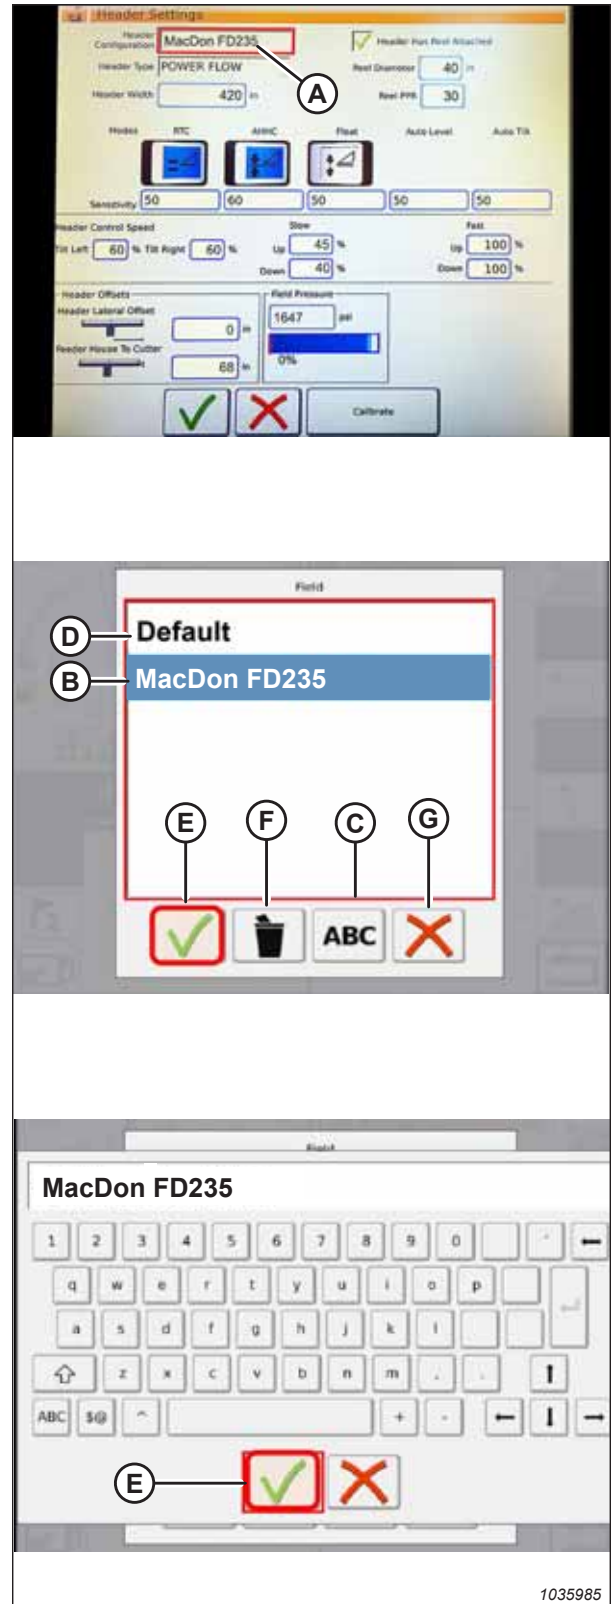 Header Settings
Header Configuration MacDon FD235 Header Has Reel Attached
Header Type POWER FLOW Reel Diameter 40 in
Header Width 420 in Reel PPR 30
A
Modes RTC AHHC Float Auto Level Auto Tilt
Sensitivity 50 60 50 50 50
Header Control Speed Slow Fast
Tilt Left 60 % Tilt Right 60 % Up 45 % Up 100 %
Down 40 % Down 100 %
Header Offsets Field Pressure
Header Lateral Offset
0 in 1647 psi
Feeder House To Cutter
68 in 0%
Calibrate
Field
D Default
B MacDon FD235
E F C G
ABC
Field
MacDon FD235
1 2 3 4 5 6 7 8 9 0 '
q w e r t y u i o p
a s d f g h j k l
z x c v b n m , .
ABC $@ ^ + -
E
1035985